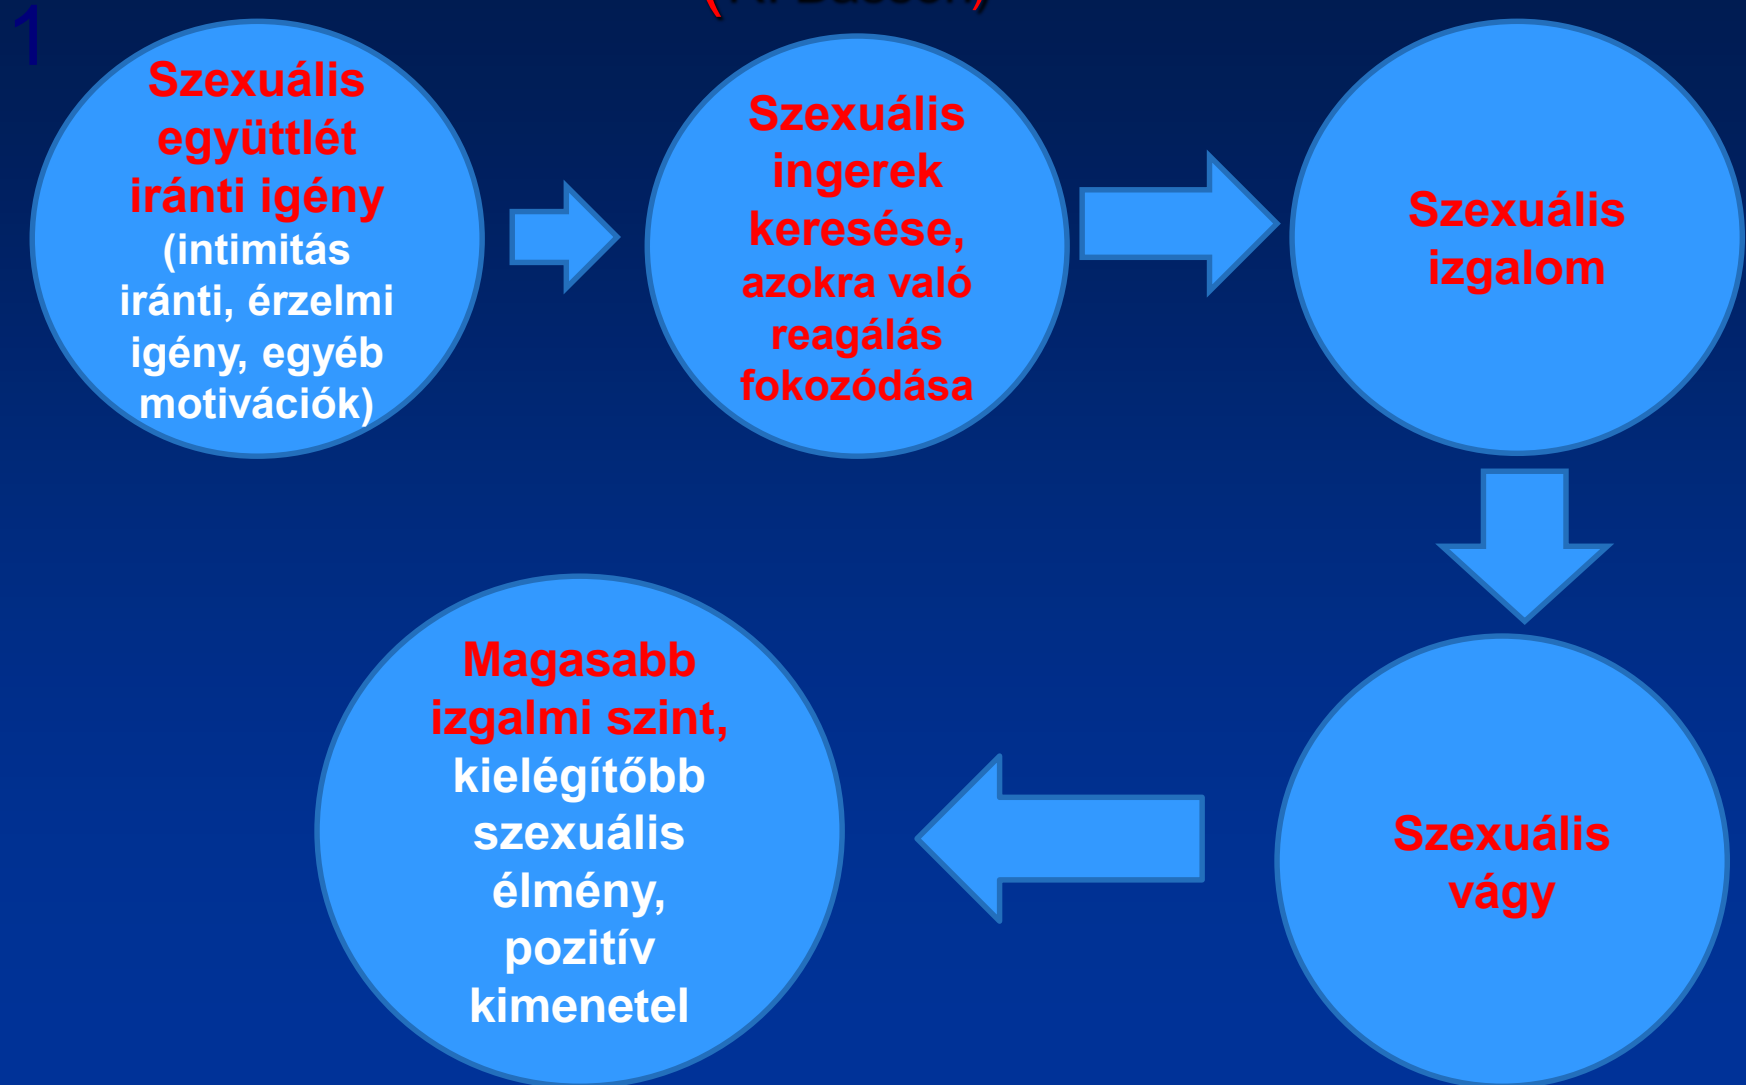 1
Szexuális
együttlét
iránti igény
(intimitás
iránti, érzelmi
igény, egyéb
motivációk)
Szexuális
ingerek
keresése,
azokra való
reagálás
fokozódása
Szexuális
izgalom
Szexuális
vágy
Magasabb
izgalmi szint,
kielégítőbb
szexuális
élmény,
pozitív
kimenetel